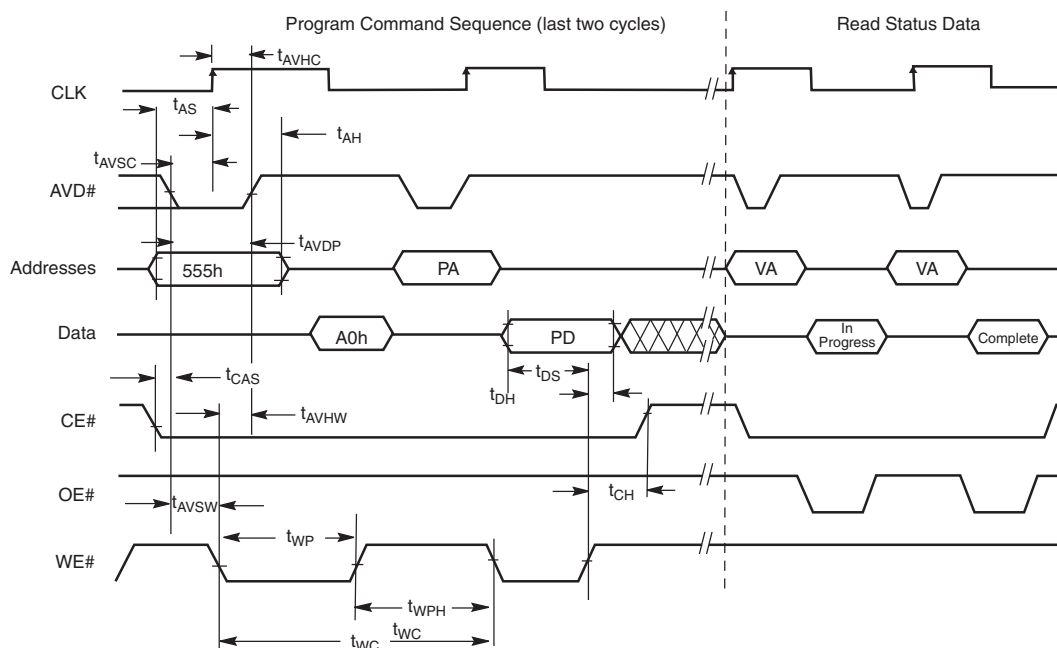 Program Command Sequence (last two cycles) Read Status Data
tAVHC
CLK
tAS
tAH
tAVSC
AVD#
tAVDP
Addresses 555h PA VA VA
Data A0h PD In Progress Complete
tCAS tDS
tDH
CE# tAVHW
OE# tCH
tAVSW
tWP
WE#
tWPH
tWC
tWC